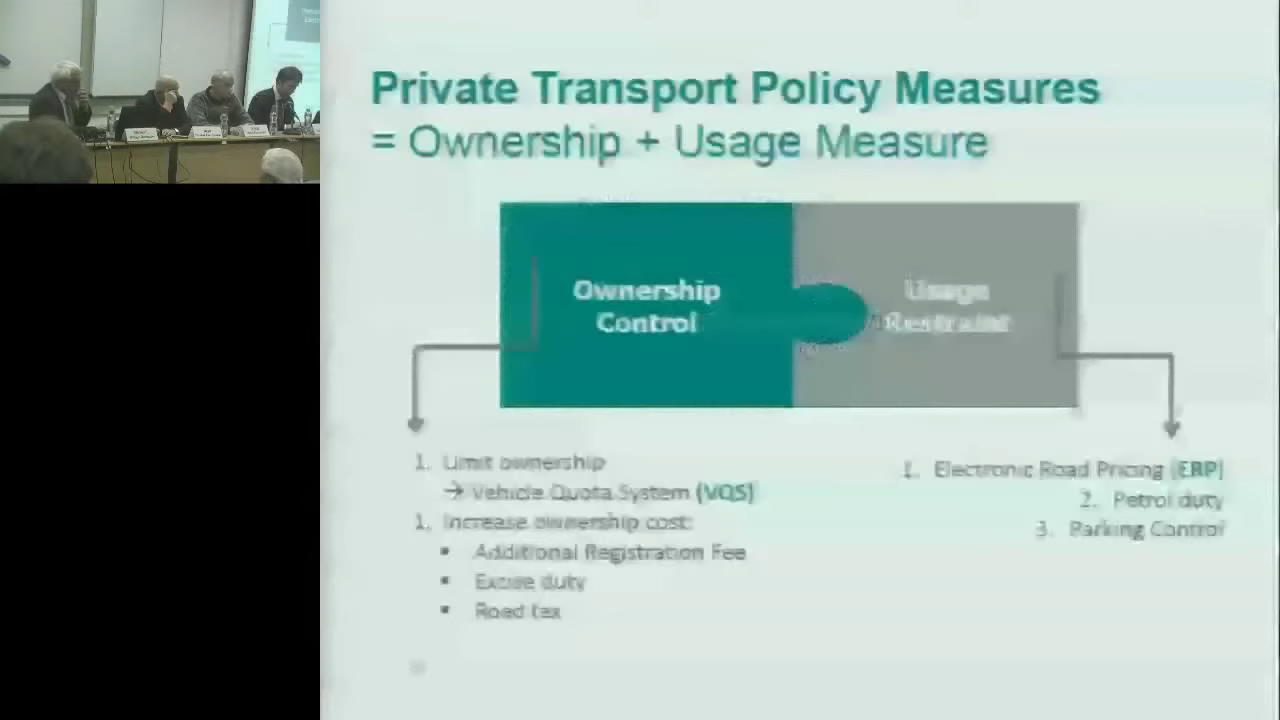 Private Transport Policy Measures
= Ownership + Usage Measure
Ownership
Control
Usage
Restraint
1. Limit ownership
→ Vehicle Quota System (VQS)
1. Increase ownership cost:
▪ Additional Registration Fee
▪ Excise duty
▪ Road tax
1. Electronic Road Pricing (ERP)
2. Petrol duty
3. Parking Control